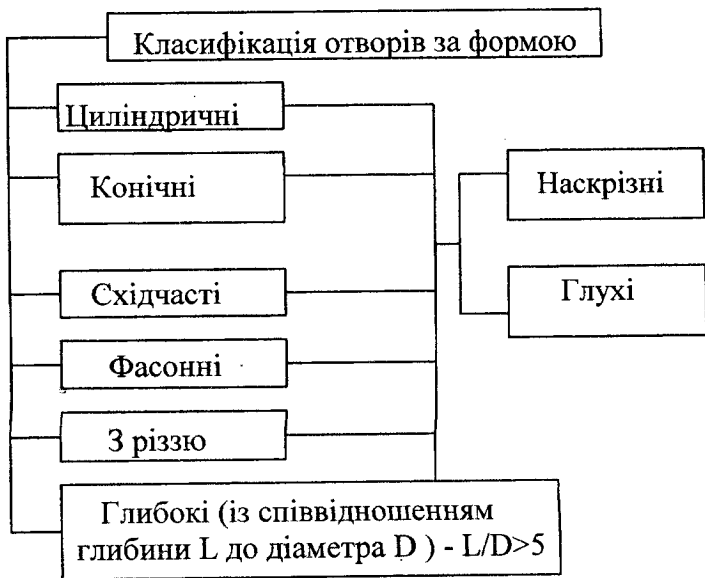 Класифікація отворів за формою
Циліндричні
Конічні
Наскрізні
Східчасті
Глухі
Фасонні
З різзю
Глибокі (із співвідношенням
глибини L до діаметра D ) - L/D>5